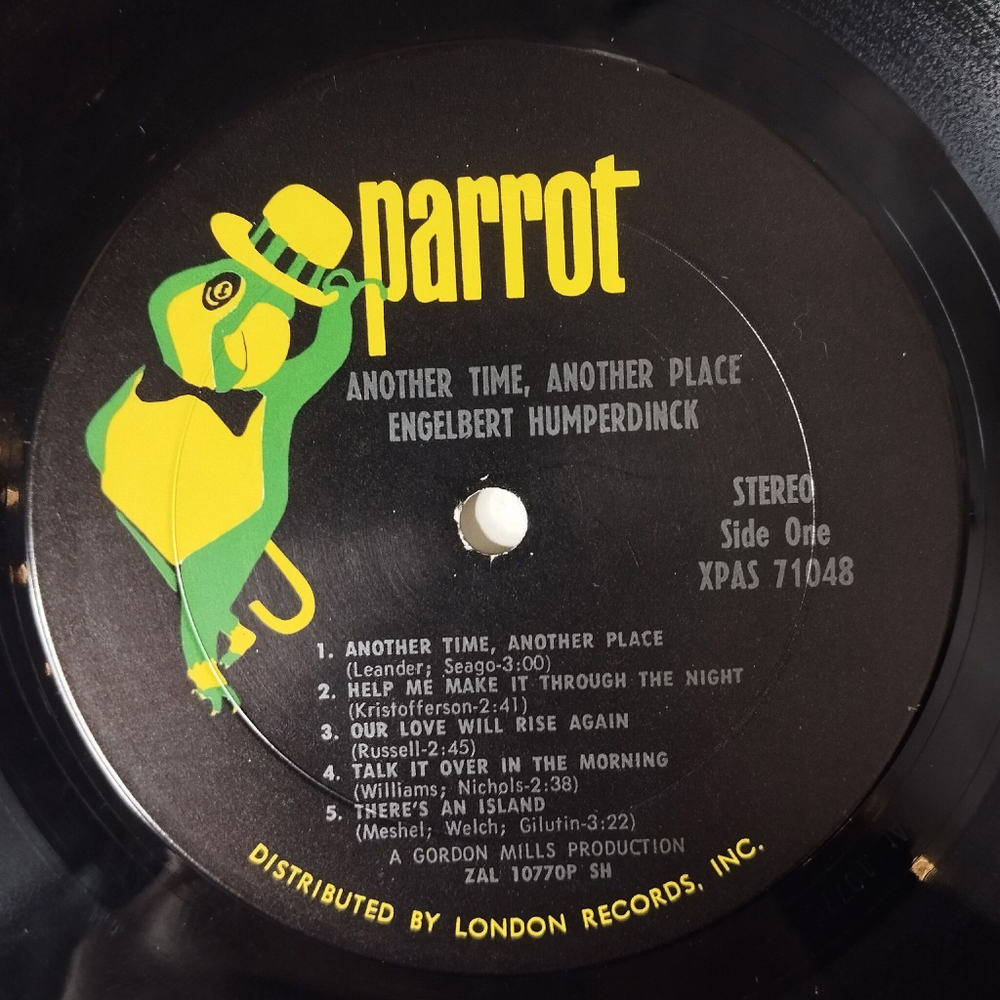 parrot
ANOTHER TIME, ANOTHER PLACE
ENGELBERT HUMPERDINCK
STEREO
Side One
XPAS 71048
1. ANOTHER TIME, ANOTHER PLACE
(Leander; Seago-3:00)
2. HELP ME MAKE IT THROUGH THE NIGHT
(Kristofferson-2:41)
3. OUR LOVE WILL RISE AGAIN
(Russell-2:45)
4. TALK IT OVER IN THE MORNING
(Williams; Nichols-2:38)
5. THERE'S AN ISLAND
(Meshel; Welch; Gilutin-3:22)
A GORDON MILLS PRODUCTION
ZAL 10770P SH
DISTRIBUTED BY LONDON RECORDS, INC.